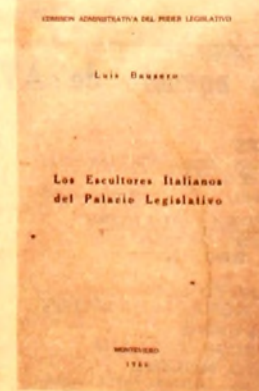 COMISION ADMINISTRATIVA DEL PODER LEGISLATIVO
Luis Bausero
Los Escultores Italianos
del Palacio Legislativo
MONTEVIDEO